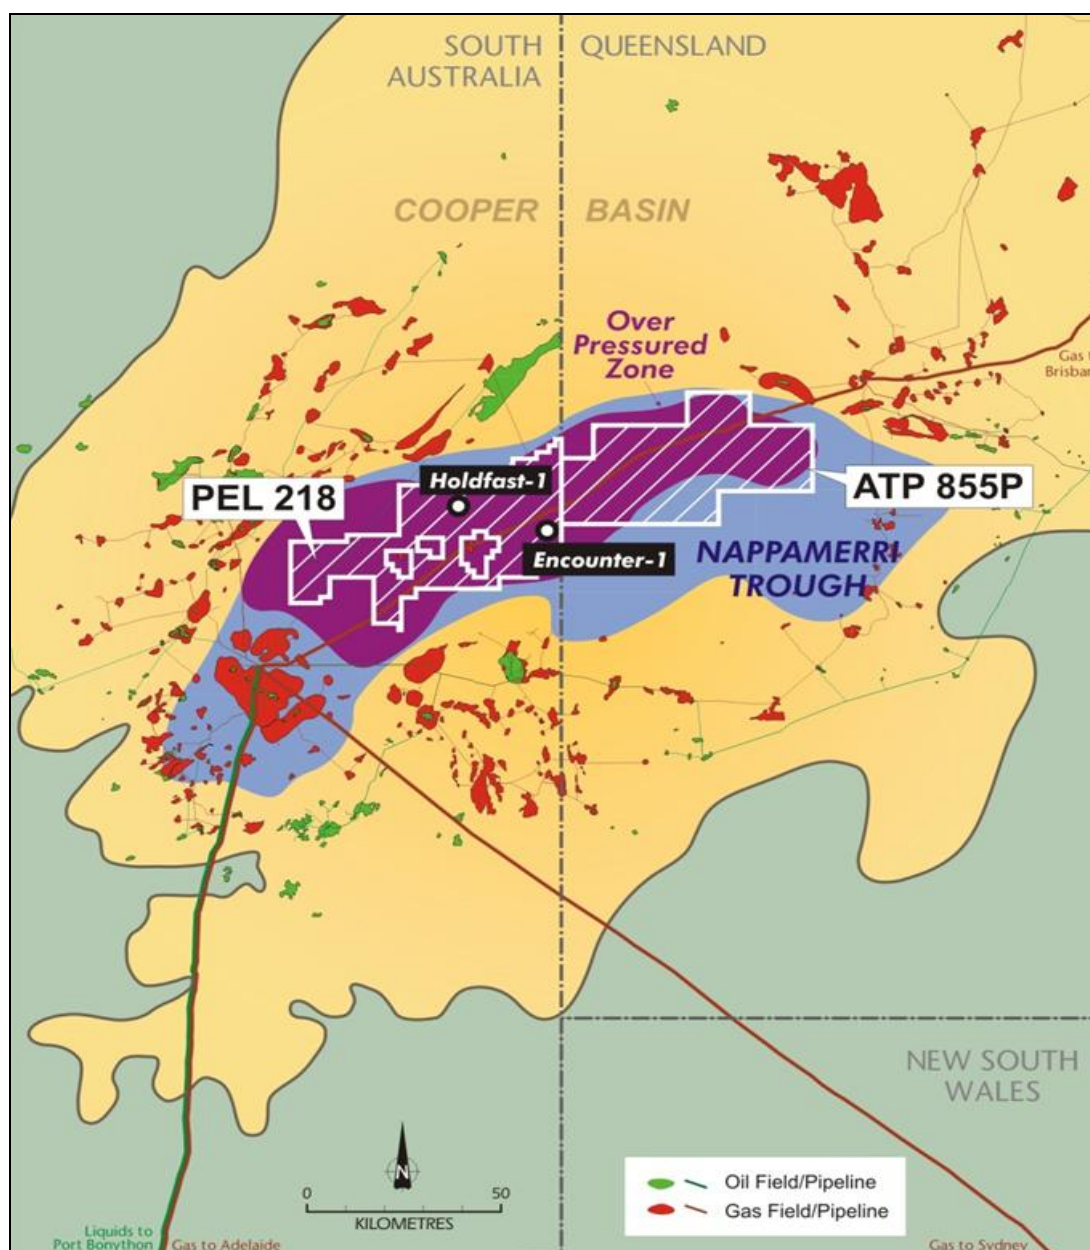 SOUTH
AUSTRALIA
QUEENSLAND
COOPER BASIN
Over
Pressured
Zone
Gas
Brisban
Holdfast-1
PEL 218
ATP 855P
Encounter-1
NAPPAMERRI
TROUGH
NEW SOUTH
WALES
N
0 50
KILOMETRES
Oil Field/Pipeline
Gas Field/Pipeline
Liquids to
Port Bonython
Gas to Adelaide
Gas to Sydney